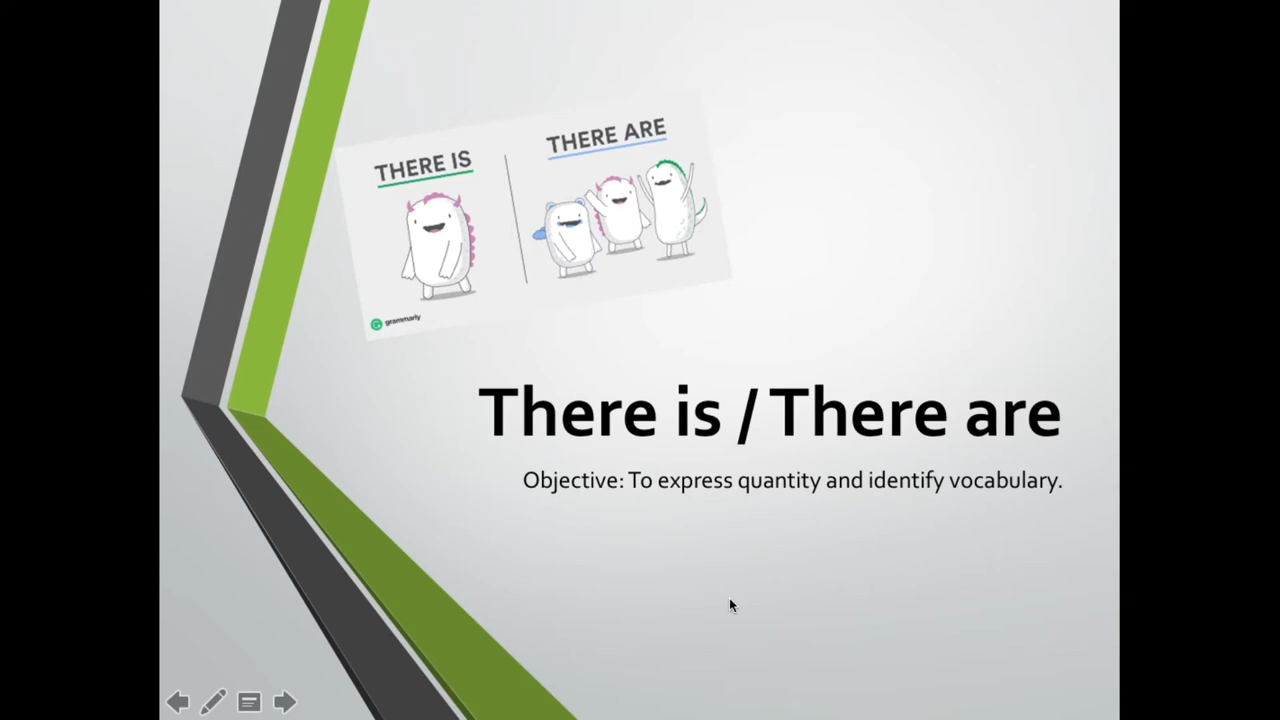 THERE IS
THERE ARE
grammarly
There is / There are
Objective: To express quantity and identify vocabulary.